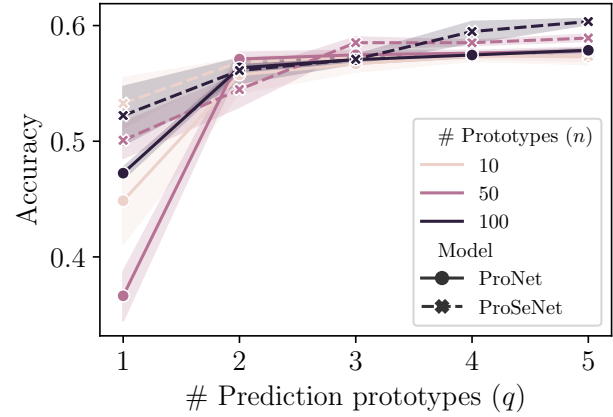 0.6
0.5
0.4
Accuracy
# Prototypes (n)
10
50
100
Model
ProNet
ProSeNet
1 2 3 4 5
# Prediction prototypes (q)